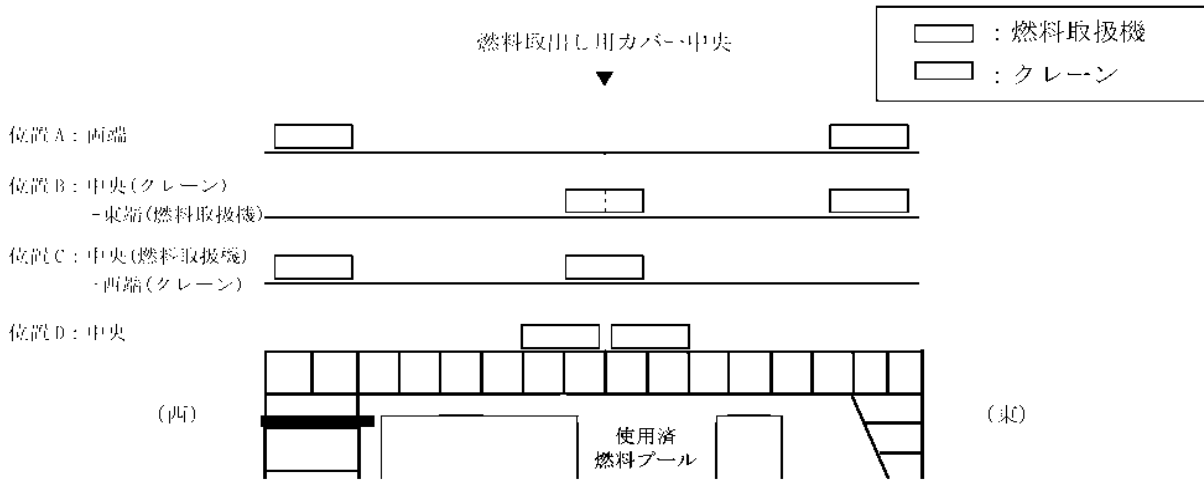 燃料取出し用カバー中央
：燃料取扱機
：クレーン
位置A：両端
位置B：中央(クレーン)
-東端(燃料取扱機)
位置C：中央(燃料取扱機)
-西端(クレーン)
位置D：中央
(西)
(東)
使用済
燃料プール